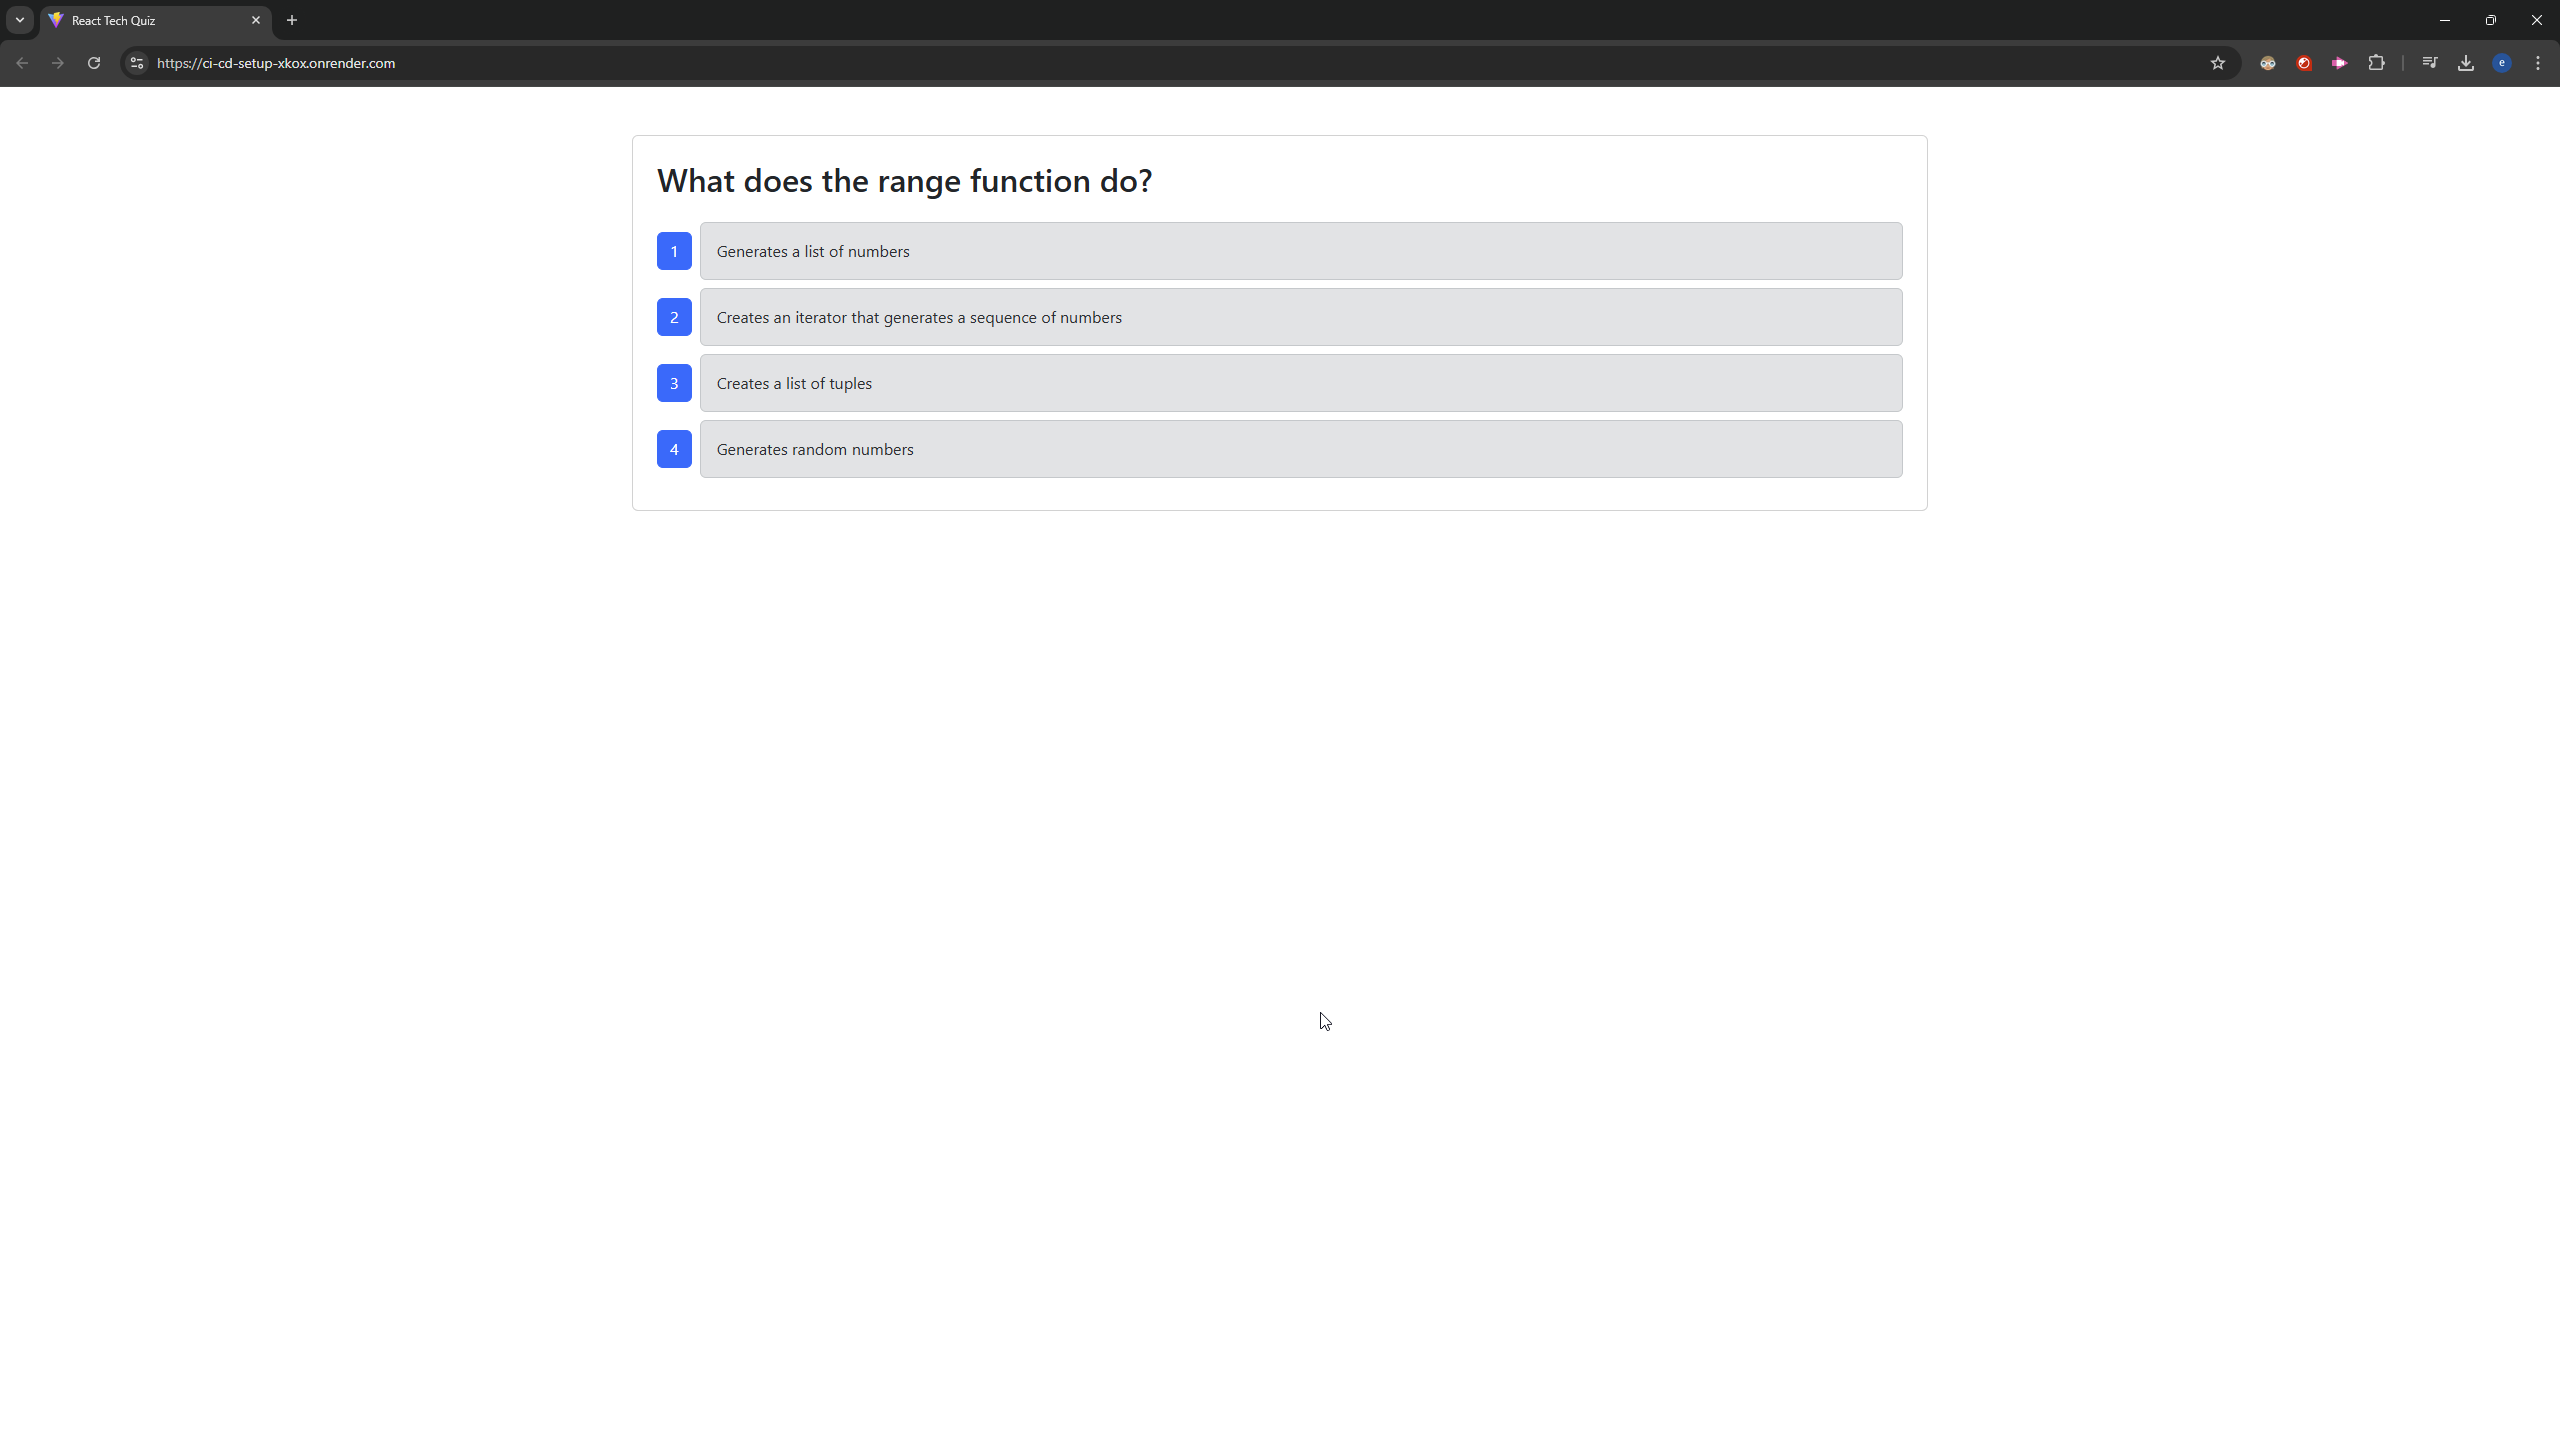 React Tech Quiz
https://ci-cd-setup-xkox.onrender.com
e
What does the range function do?
1 Generates a list of numbers
2 Creates an iterator that generates a sequence of numbers
3 Creates a list of tuples
4 Generates random numbers